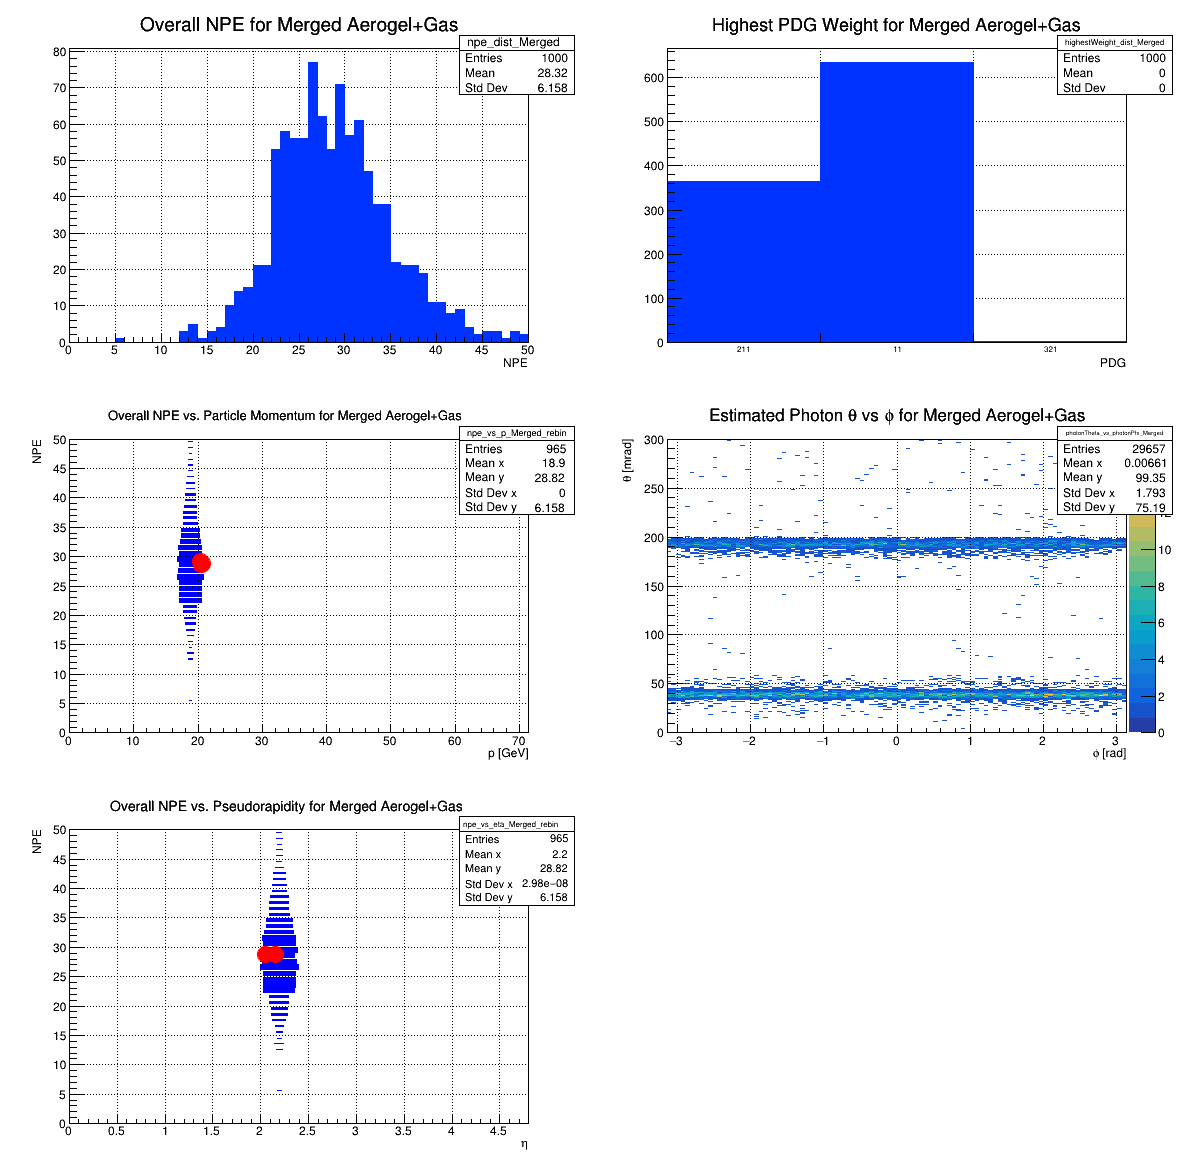 Overall NPE for Merged Aerogel+Gas
npe_dist_Merged
Entries 1000
Mean 28.32
Std Dev 6.158
80
70
60
50
40
30
20
10
0
0 5 10 15 20 25 30 35 40 45 50
NPE
Highest PDG Weight for Merged Aerogel+Gas
highestWeight_dist_Merged
Entries 1000
Mean 0
Std Dev 0
600
500
400
300
200
100
0
211 11 321
PDG
Overall NPE vs. Particle Momentum for Merged Aerogel+Gas
NPE
npe_vs_p_Merged_rebin
Entries 965
Mean x 18.9
Mean y 28.82
Std Dev x 0
Std Dev y 6.158
50
45
40
35
30
25
20
15
10
5
0
0 10 20 30 40 50 60 70
p [GeV]
Estimated Photon θ vs ϕ for Merged Aerogel+Gas
θ [mrad]
photonTheta_vs_photonPhi_Merged
Entries 29657
Mean x 0.00661
Mean y 99.35
Std Dev x 1.793
Std Dev y 75.19
300
250
200
150
100
50
0
−3 −2 −1 0 1 2 3
ϕ [rad]
10
8
6
4
2
0
Overall NPE vs. Pseudorapidity for Merged Aerogel+Gas
NPE
npe_vs_eta_Merged_rebin
Entries 965
Mean x 2.2
Mean y 28.82
Std Dev x 2.98e−08
Std Dev y 6.158
50
45
40
35
30
25
20
15
10
5
0
0 0.5 1 1.5 2 2.5 3 3.5 4 4.5
η